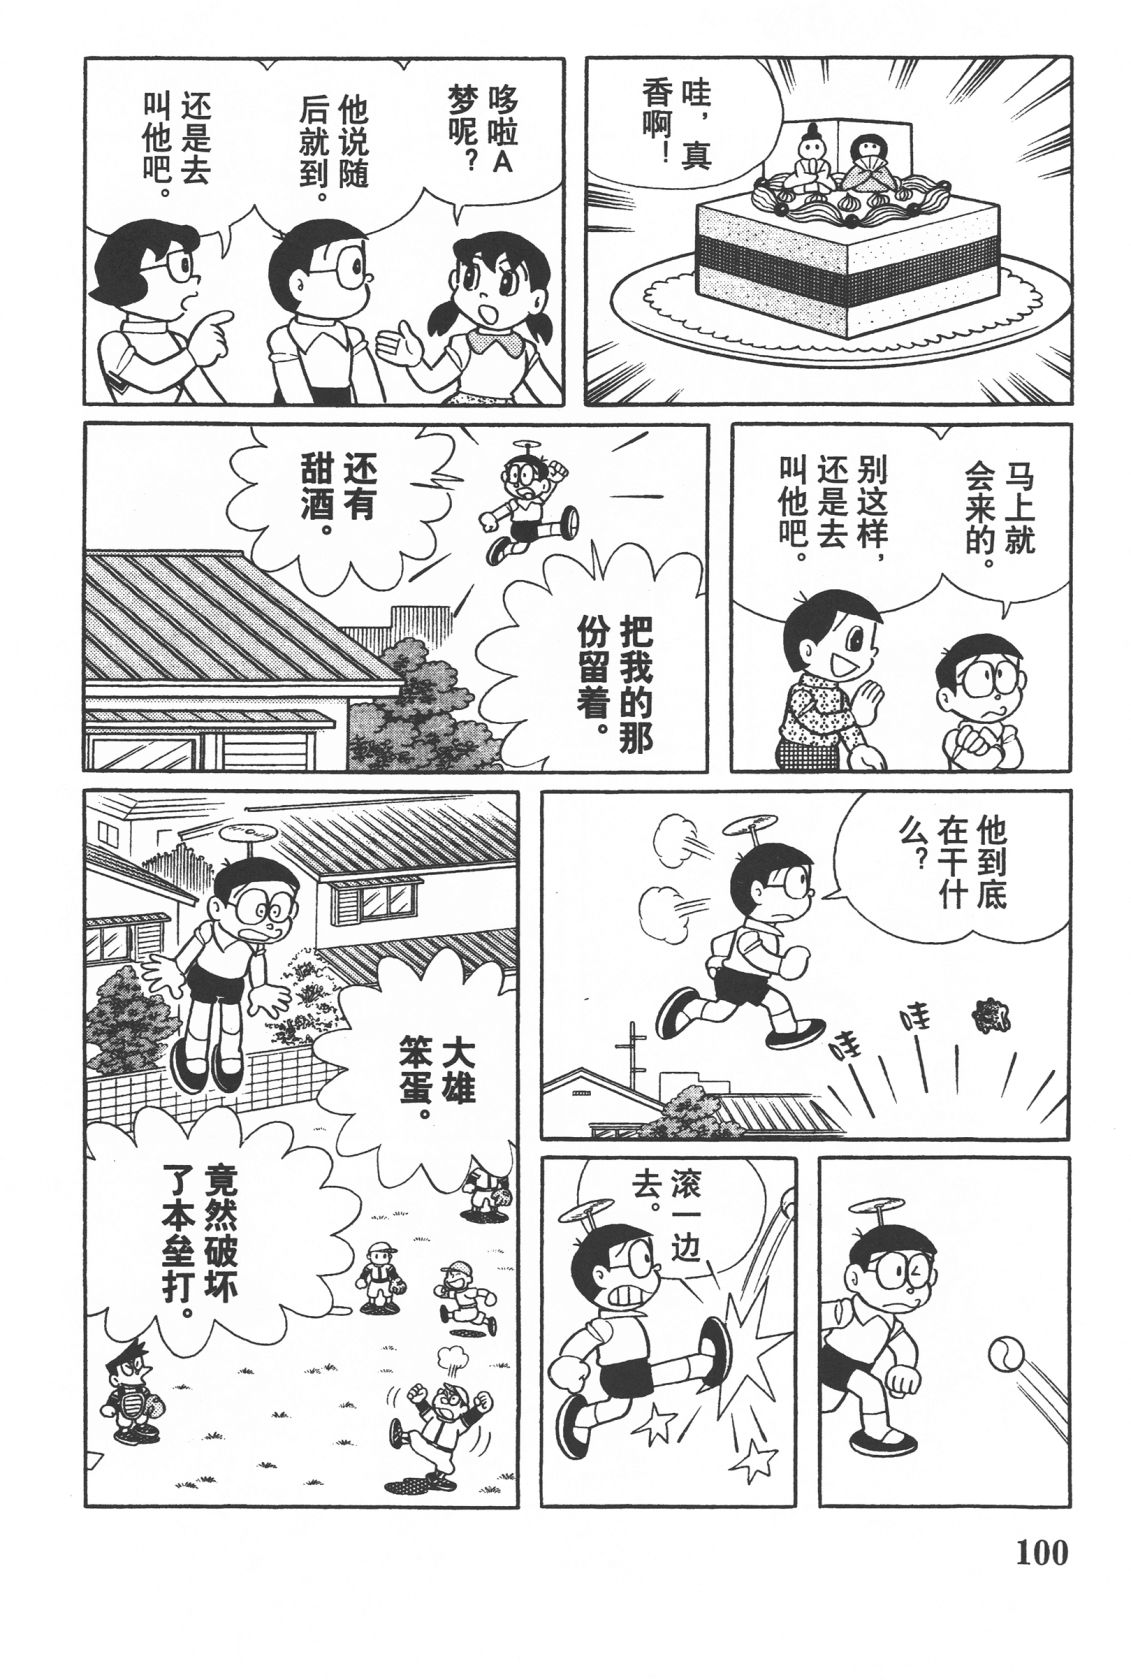 哇，真
香啊！
哆啦A
梦呢？
他说随
后就到。
还是去
叫他吧。
马上就
会来的。
别这样，
还是去
叫他吧。
把我的那
份留着。
还有
甜酒。
他到底
在干什
么？
哇
哇
滚一边
去。
大雄
笨蛋。
竟然破坏
了本垒打。
100